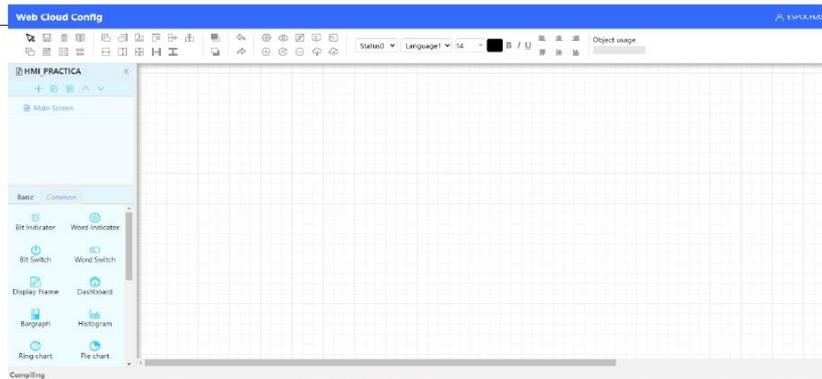 Web Cloud Config
Status0 Language1 14 B I U Object usage
HMI_PRACTICA
Main Screen
Basic Common
Bit Indicator Word Indicator
Bit Switch Word Switch
Display Frame Dashboard
Bargraph Histogram
Ring chart Pie chart
Compiling